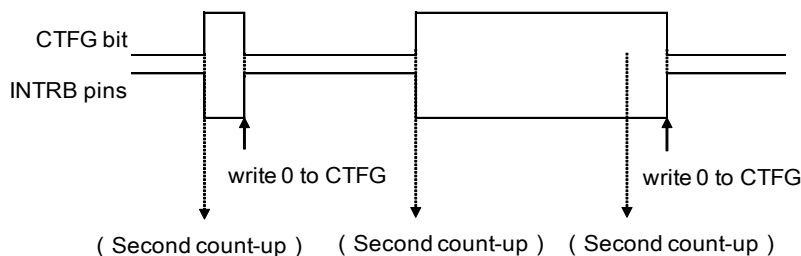 CTFG bit
INTRB pins
write 0 to CTFG
write 0 to CTFG
( Second count-up )
( Second count-up )
( Second count-up )